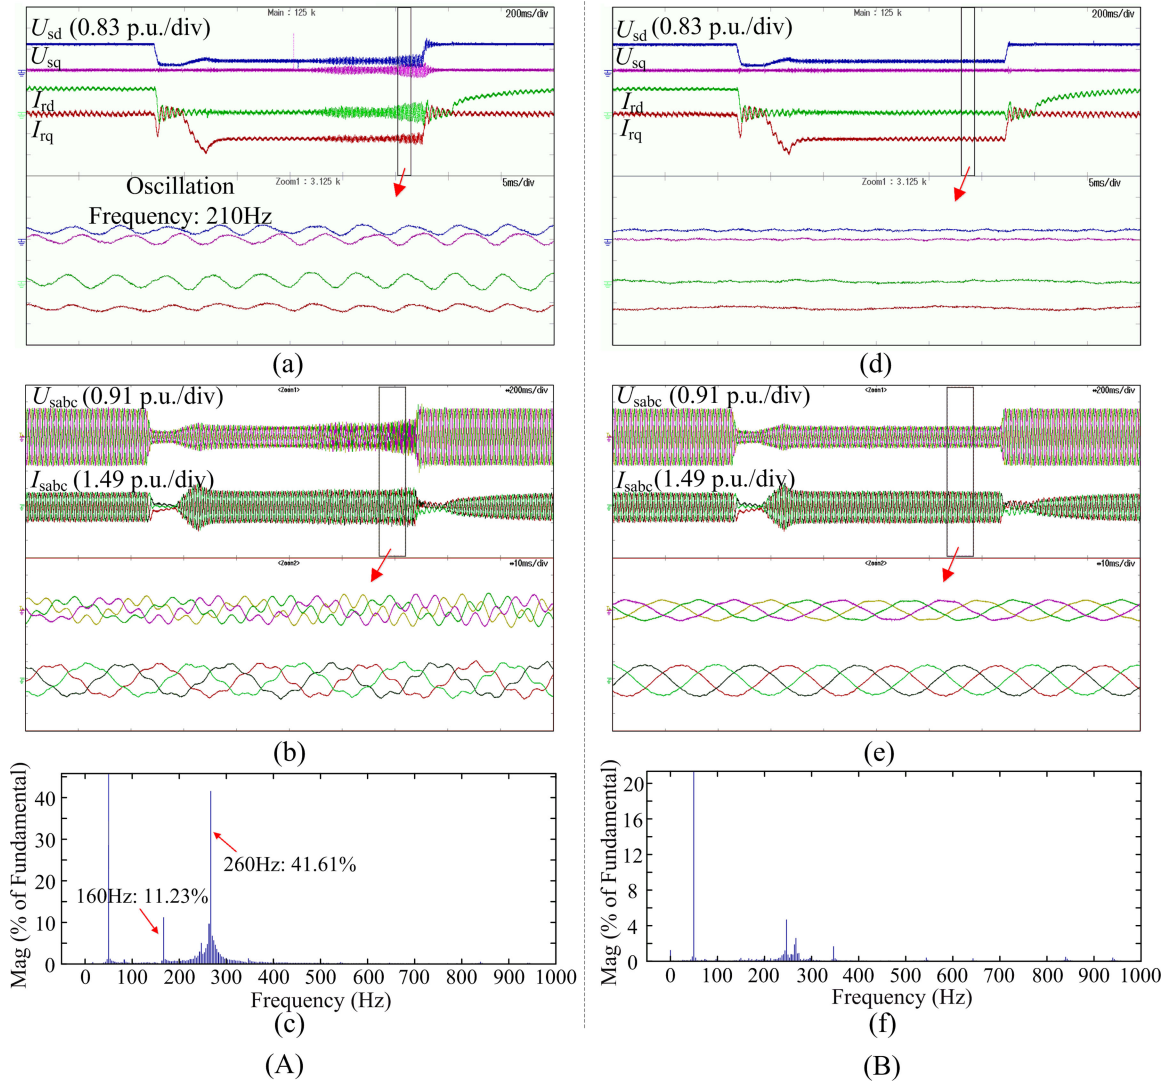 Main : 125 k
200ms/div
Usd (0.83 p.u./div)
Usq
Ird
Irq
Zoom1 : 3.125 k
5ms/div
Oscillation
Frequency: 210Hz
(a)
Usabc (0.91 p.u./div)
<Zoom1>
200ms/div
Isabc (1.49 p.u./div)
<Zoom2>
10ms/div
(b)
Mag (% of Fundamental)
40
30
20
10
0
260Hz: 41.61%
160Hz: 11.23%
0 100 200 300 400 500 600 700 800 900 1000
Frequency (Hz)
(c)
(A)
Main : 125 k
200ms/div
Usd (0.83 p.u./div)
Usq
Ird
Irq
Zoom1 : 3.125 k
5ms/div
(d)
Usabc (0.91 p.u./div)
<Zoom1>
200ms/div
Isabc(1.49 p.u./div)
<Zoom2>
10ms/div
(e)
Mag (% of Fundamental)
20
16
12
8
4
0
0 100 200 300 400 500 600 700 800 900 1000
Frequency (Hz)
(f)
(B)